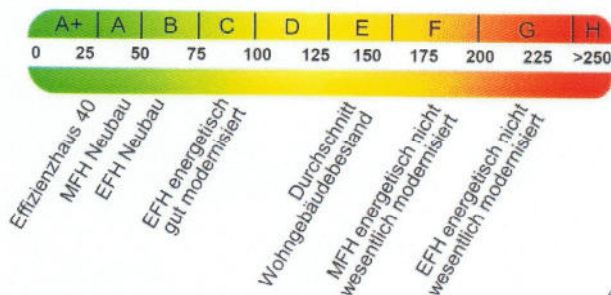 A+ A B C D E F G H
0 25 50 75 100 125 150 175 200 225 >250
Effizienzhaus 40
MFH Neubau
EFH Neubau
EFH energetisch
gut modernisiert
Durchschnitt
Wohngebäudebestand
MFH energetisch nicht
wesentlich modernisiert
EFH energetisch nicht
wesentlich modernisiert